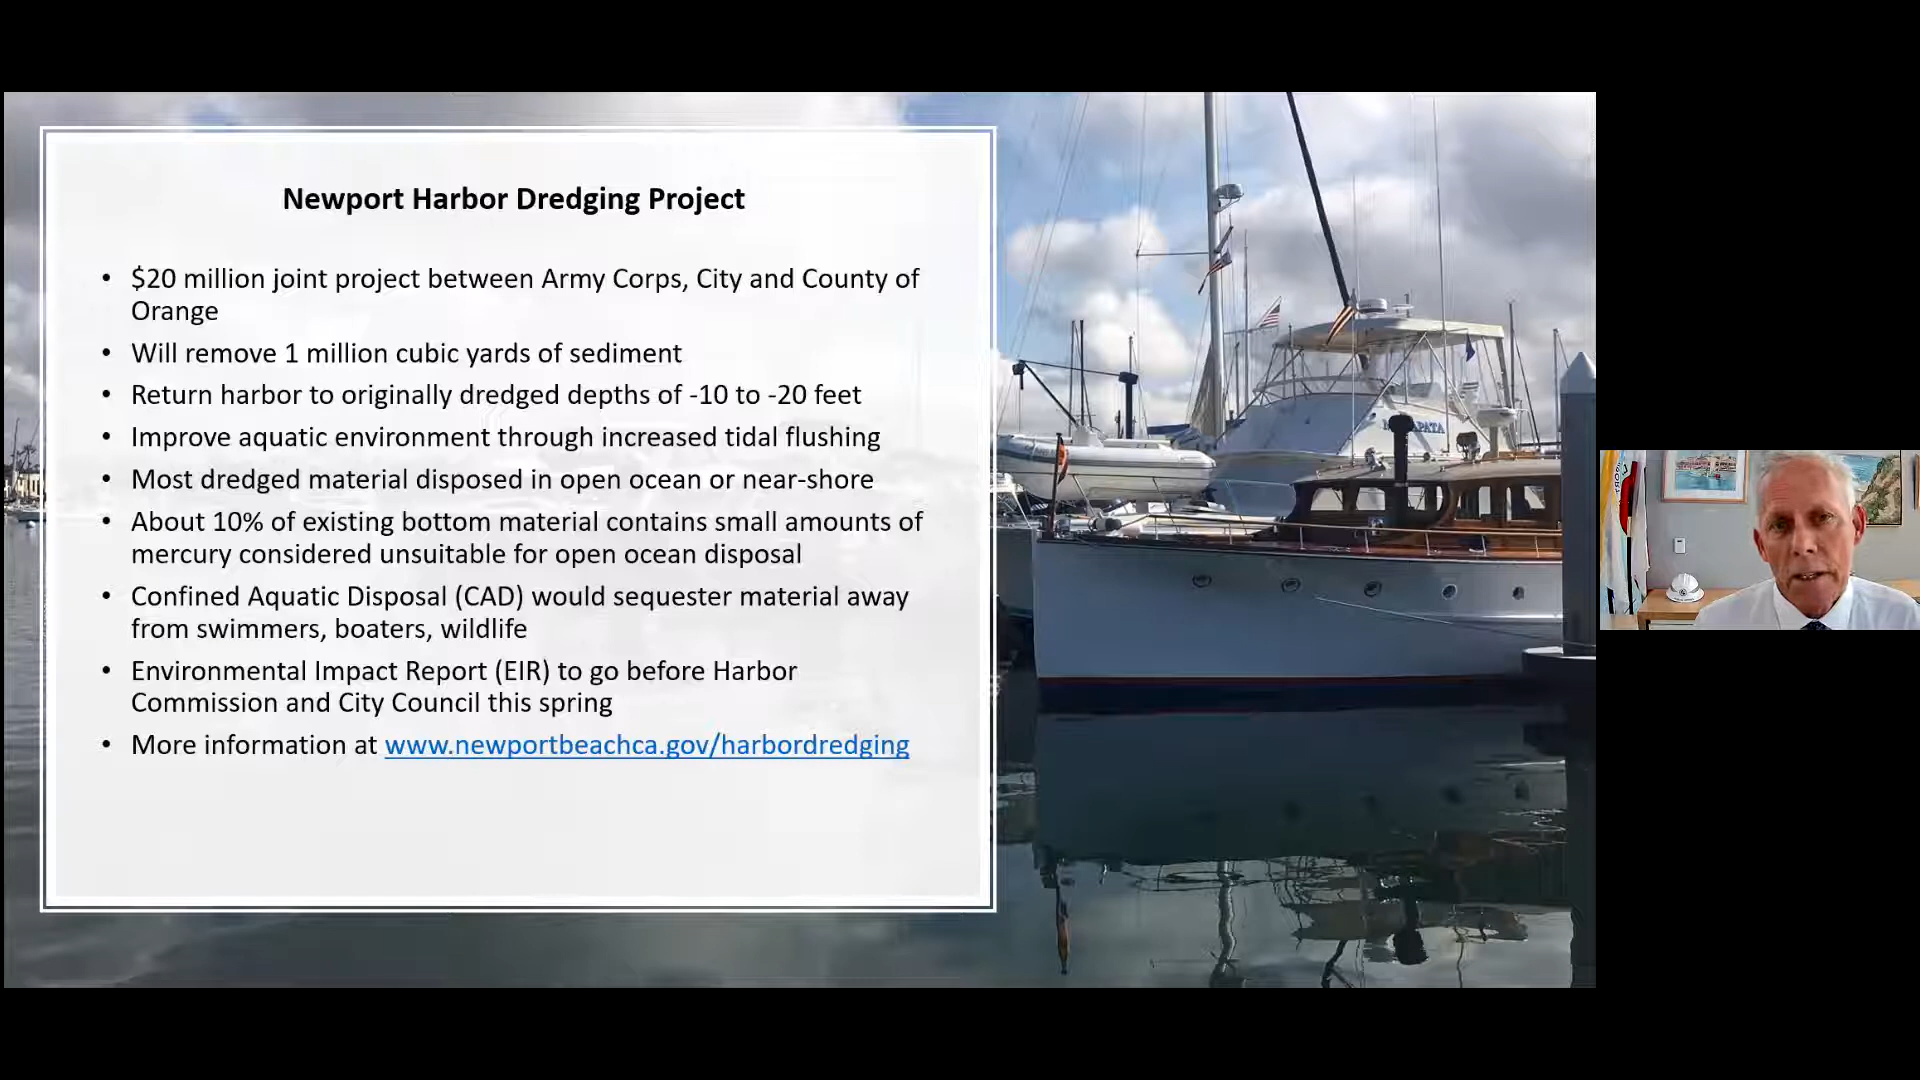 Newport Harbor Dredging Project
• $20 million joint project between Army Corps, City and County of
Orange
• Will remove 1 million cubic yards of sediment
• Return harbor to originally dredged depths of -10 to -20 feet
• Improve aquatic environment through increased tidal flushing
• Most dredged material disposed in open ocean or near-shore
• About 10% of existing bottom material contains small amounts of
mercury considered unsuitable for open ocean disposal
• Confined Aquatic Disposal (CAD) would sequester material away
from swimmers, boaters, wildlife
• Environmental Impact Report (EIR) to go before Harbor
Commission and City Council this spring
• More information at www.newportbeachca.gov/harbordredging